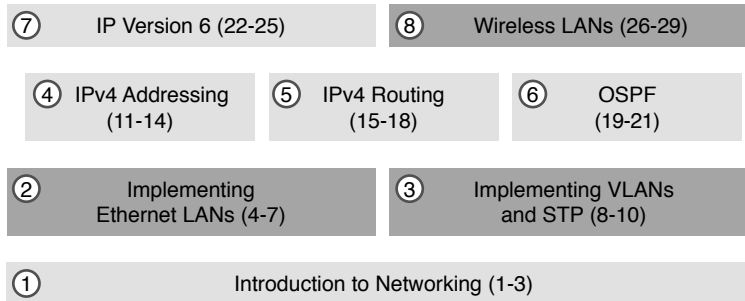 7 IP Version 6 (22-25)
8 Wireless LANs (26-29)
4 IPv4 Addressing
(11-14)
5 IPv4 Routing
(15-18)
6 OSPF
(19-21)
2 Implementing
Ethernet LANs (4-7)
3 Implementing VLANs
and STP (8-10)
1 Introduction to Networking (1-3)